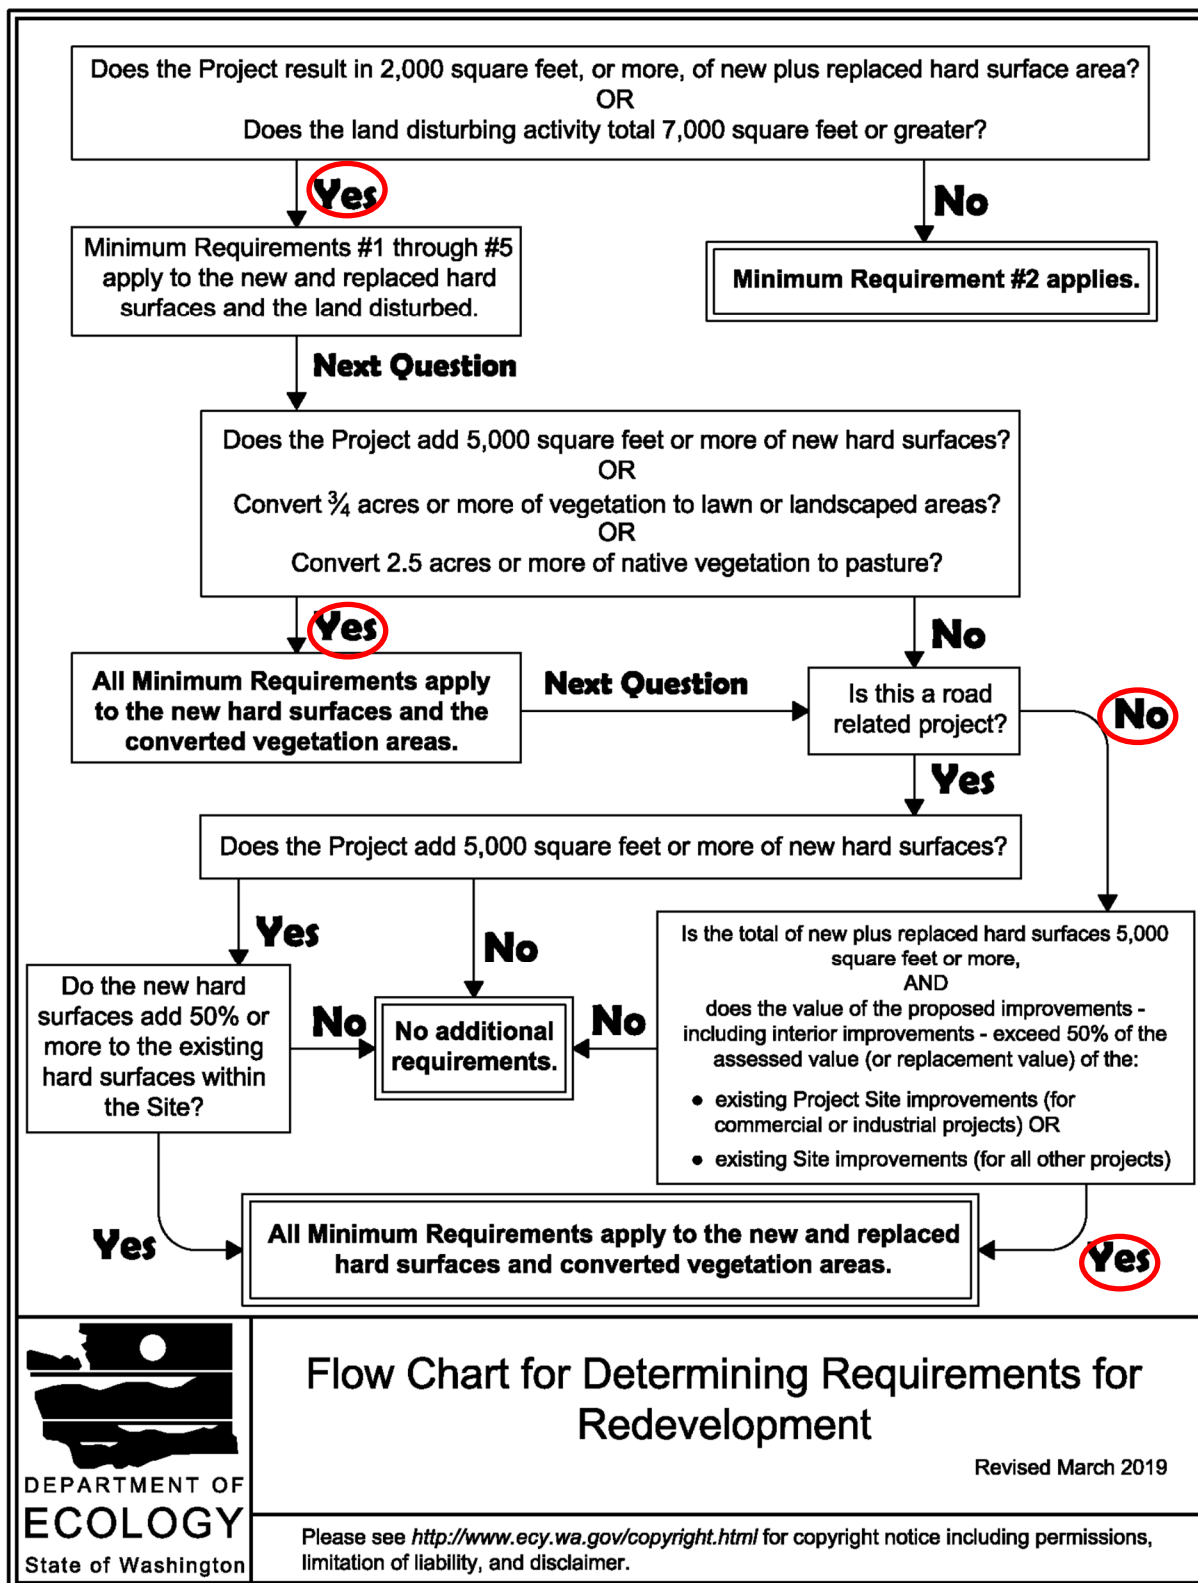 Does the Project result in 2,000 square feet, or more, of new plus replaced hard surface area?
OR
Does the land disturbing activity total 7,000 square feet or greater?
Yes
No
Minimum Requirements #1 through #5
apply to the new and replaced hard
surfaces and the land disturbed.
Minimum Requirement #2 applies.
Next Question
Does the Project add 5,000 square feet or more of new hard surfaces?
OR
Convert ¾ acres or more of vegetation to lawn or landscaped areas?
OR
Convert 2.5 acres or more of native vegetation to pasture?
Yes
No
All Minimum Requirements apply
to the new hard surfaces and the
converted vegetation areas.
Next Question
Is this a road
related project?
No
Yes
Does the Project add 5,000 square feet or more of new hard surfaces?
Yes
No
Do the new hard
surfaces add 50% or
more to the existing
hard surfaces within
the Site?
No
No additional
requirements.
No
Is the total of new plus replaced hard surfaces 5,000
square feet or more,
AND
does the value of the proposed improvements -
including interior improvements - exceed 50% of the
assessed value (or replacement value) of the:
● existing Project Site improvements (for
commercial or industrial projects) OR
● existing Site improvements (for all other projects)
Yes
All Minimum Requirements apply to the new and replaced
hard surfaces and converted vegetation areas.
Yes
DEPARTMENT OF
ECOLOGY
State of Washington
Flow Chart for Determining Requirements for
Redevelopment
Revised March 2019
Please see http://www.ecy.wa.gov/copyright.html for copyright notice including permissions,
limitation of liability, and disclaimer.